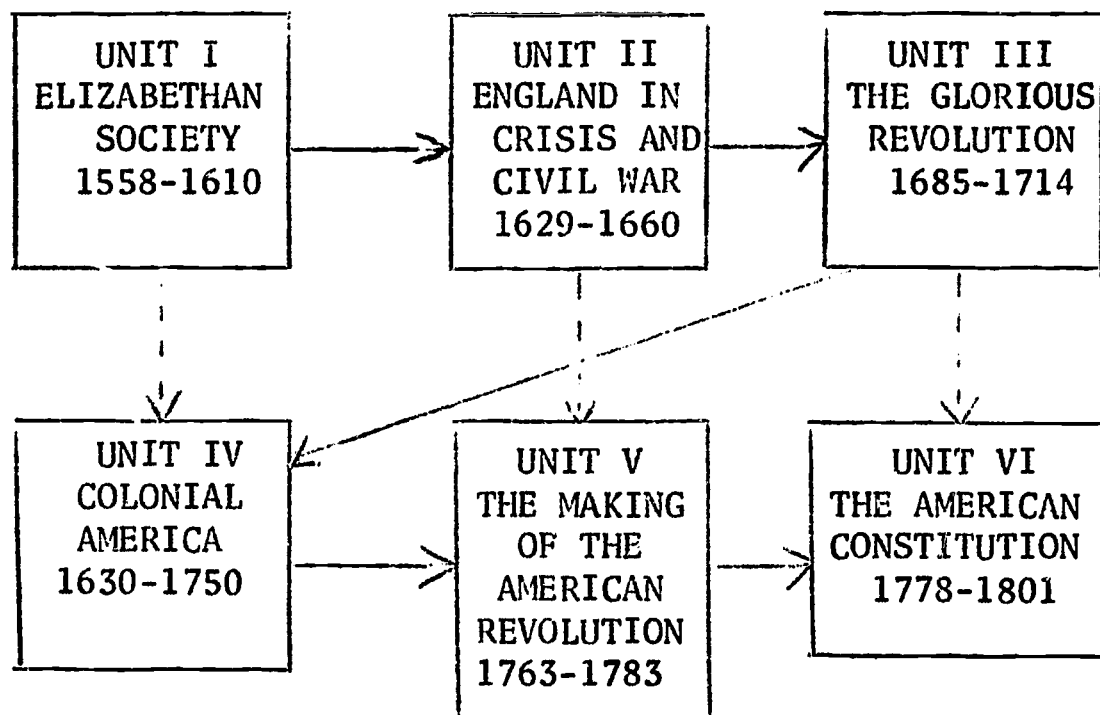 UNIT I
ELIZABETHAN
SOCIETY
1558-1610
UNIT II
ENGLAND IN
CRISIS AND
CIVIL WAR
1629-1660
UNIT III
THE GLORIOUS
REVOLUTION
1685-1714
UNIT IV
COLONIAL
AMERICA
1630-1750
UNIT V
THE MAKING
OF THE
AMERICAN
REVOLUTION
1763-1783
UNIT VI
THE AMERICAN
CONSTITUTION
1778-1801